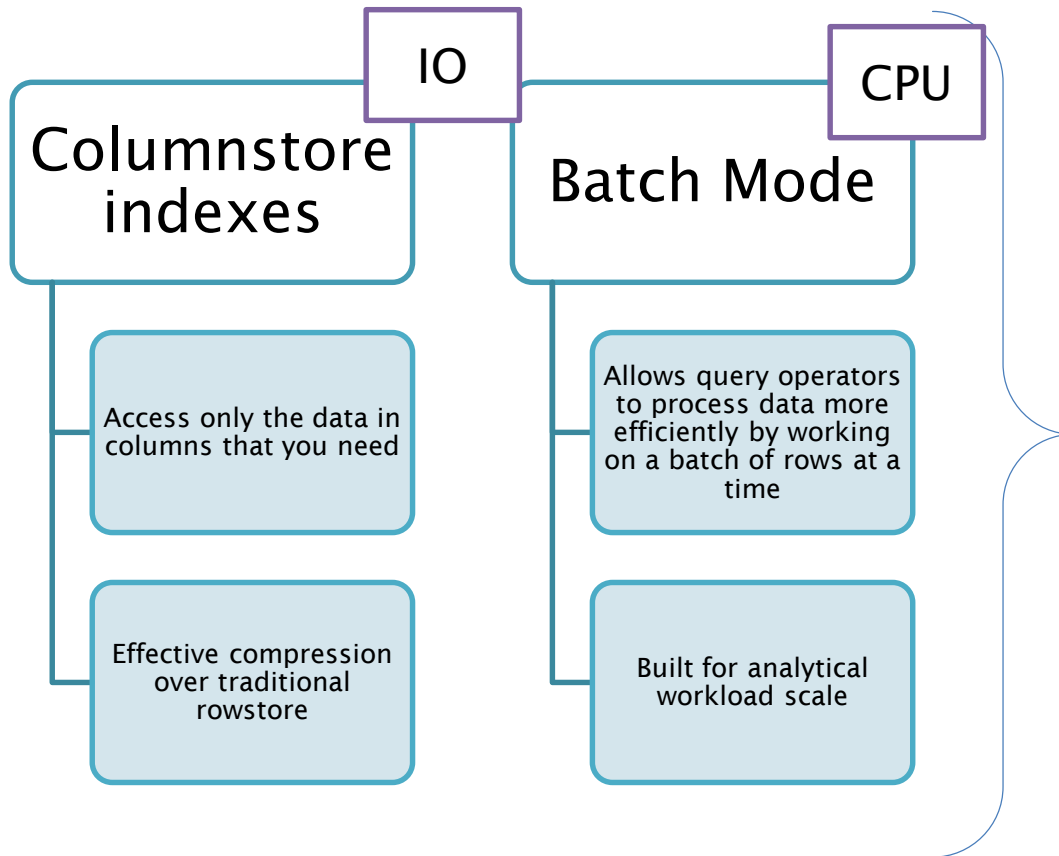 IO
CPU
Columnstore
indexes
Batch Mode
Access only the data in
columns that you need
Effective compression
over traditional
rowstore
Allows query operators
to process data more
efficiently by working
on a batch of rows at a
time
Built for analytical
workload scale